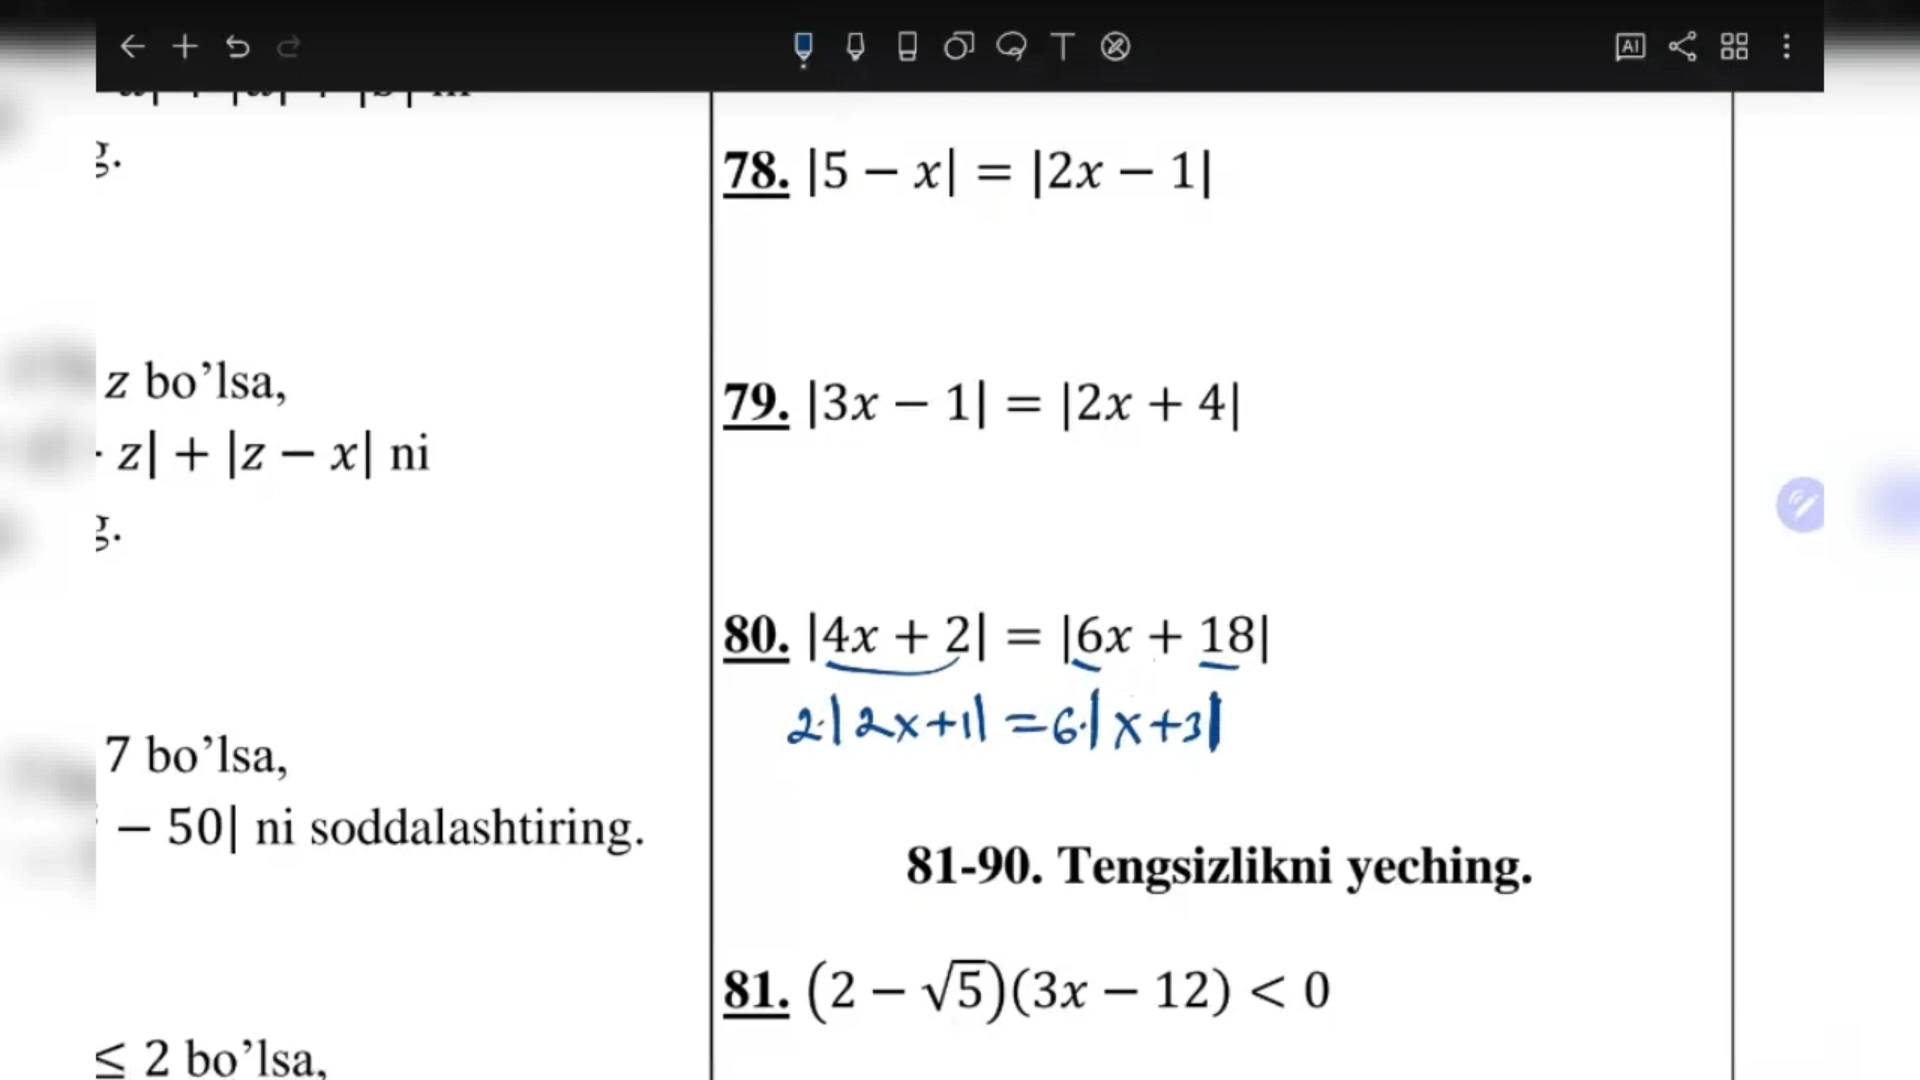 g.
z bo’lsa,
z| + |z − x| ni
g.
7 bo’lsa,
− 50| ni soddalashtiring.
≤ 2 bo’lsa,
78. |5 − x| = |2x − 1|
79. |3x − 1| = |2x + 4|
80. |4x + 2| = |6x + 18|
2·|2x+1| = 6·|x+3|
81-90. Tengsizlikni yeching.
81. (2 − √5)(3x − 12) < 0